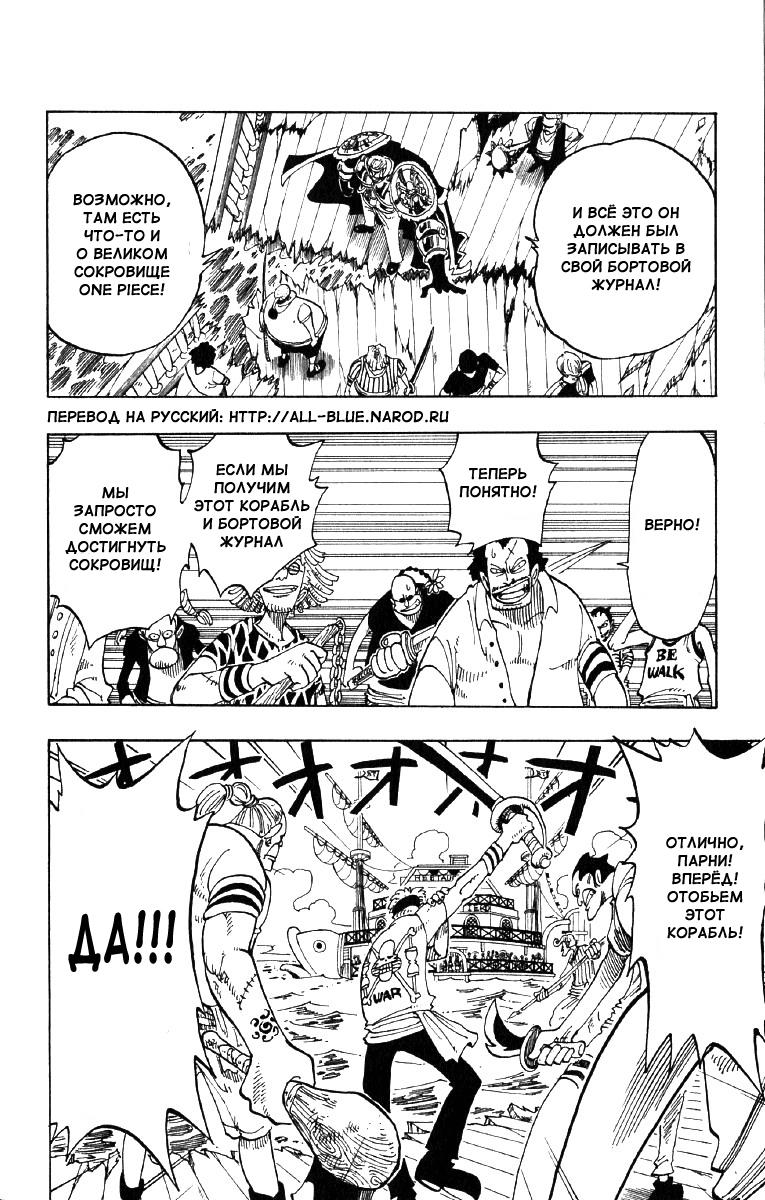 И ВСЁ ЭТО ОН
ДОЛЖЕН БЫЛ
ЗАПИСЫВАТЬ В
СВОЙ БОРТОВОЙ
ЖУРНАЛ!
ВОЗМОЖНО,
ТАМ ЕСТЬ
ЧТО-ТО И
О ВЕЛИКОМ
СОКРОВИЩЕ
ONE PIECE!
ПЕРЕВОД НА РУССКИЙ: HTTP://ALL-BLUE.NAROD.RU
ВЕРНО!
ТЕПЕРЬ
ПОНЯТНО!
ЕСЛИ МЫ
ПОЛУЧИМ
ЭТОТ КОРАБЛЬ
И БОРТОВОЙ
ЖУРНАЛ
МЫ
ЗАПРОСТО
СМОЖЕМ
ДОСТИГНУТЬ
СОКРОВИЩ!
BE
WALK
ОТЛИЧНО,
ПАРНИ!
ВПЕРЁД!
ОТОБЬЕМ
ЭТОТ
КОРАБЛЬ!
ДА!!!
WAR